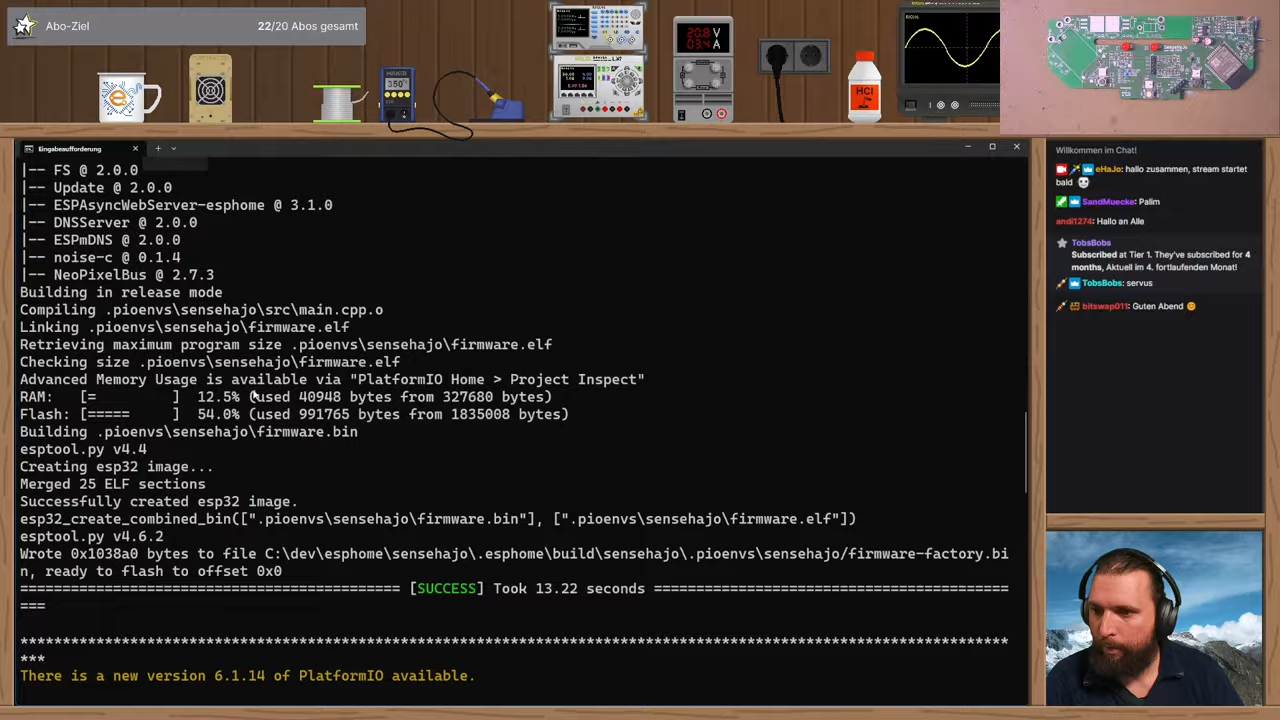 Abo-Ziel
22/20 Abos gesamt
350
20.8 V
03.4 A
HCl
Eingabeaufforderung
|-- FS @ 2.0.0
|-- Update @ 2.0.0
|-- ESPAsyncWebServer-esphome @ 3.1.0
|-- DNSServer @ 2.0.0
|-- ESPmDNS @ 2.0.0
|-- noise-c @ 0.1.4
|-- NeoPixelBus @ 2.7.3
Building in release mode
Compiling .pioenvs\sensehajo\src\main.cpp.o
Linking .pioenvs\sensehajo\firmware.elf
Retrieving maximum program size .pioenvs\sensehajo\firmware.elf
Checking size .pioenvs\sensehajo\firmware.elf
Advanced Memory Usage is available via "PlatformIO Home > Project Inspect"
RAM:   [=         ]  12.5% (used 40948 bytes from 327680 bytes)
Flash: [=====     ]  54.0% (used 991765 bytes from 1835008 bytes)
Building .pioenvs\sensehajo\firmware.bin
esptool.py v4.4
Creating esp32 image...
Merged 25 ELF sections
Successfully created esp32 image.
esp32_create_combined_bin([".pioenvs\sensehajo\firmware.bin"], [".pioenvs\sensehajo\firmware.elf"])
esptool.py v4.6.2
Wrote 0x1038a0 bytes to file C:\dev\esphome\sensehajo\.esphome\build\sensehajo\.pioenvs\sensehajo/firmware-factory.bi
n, ready to flash to offset 0x0
============================================= [SUCCESS] Took 13.22 seconds ==========================================
===
*********************************************************************************************************************
***
There is a new version 6.1.14 of PlatformIO available.
Willkommen im Chat!
eHaJo: hallo zusammen, stream startet
bald
SandMuecke: Palim
andi1274: Hallo an Alle
TobsBobs
Subscribed at Tier 1. They've subscribed for 4
months, Aktuell im 4. fortlaufenden Monat!
TobsBobs: servus
bitswap011: Guten Abend